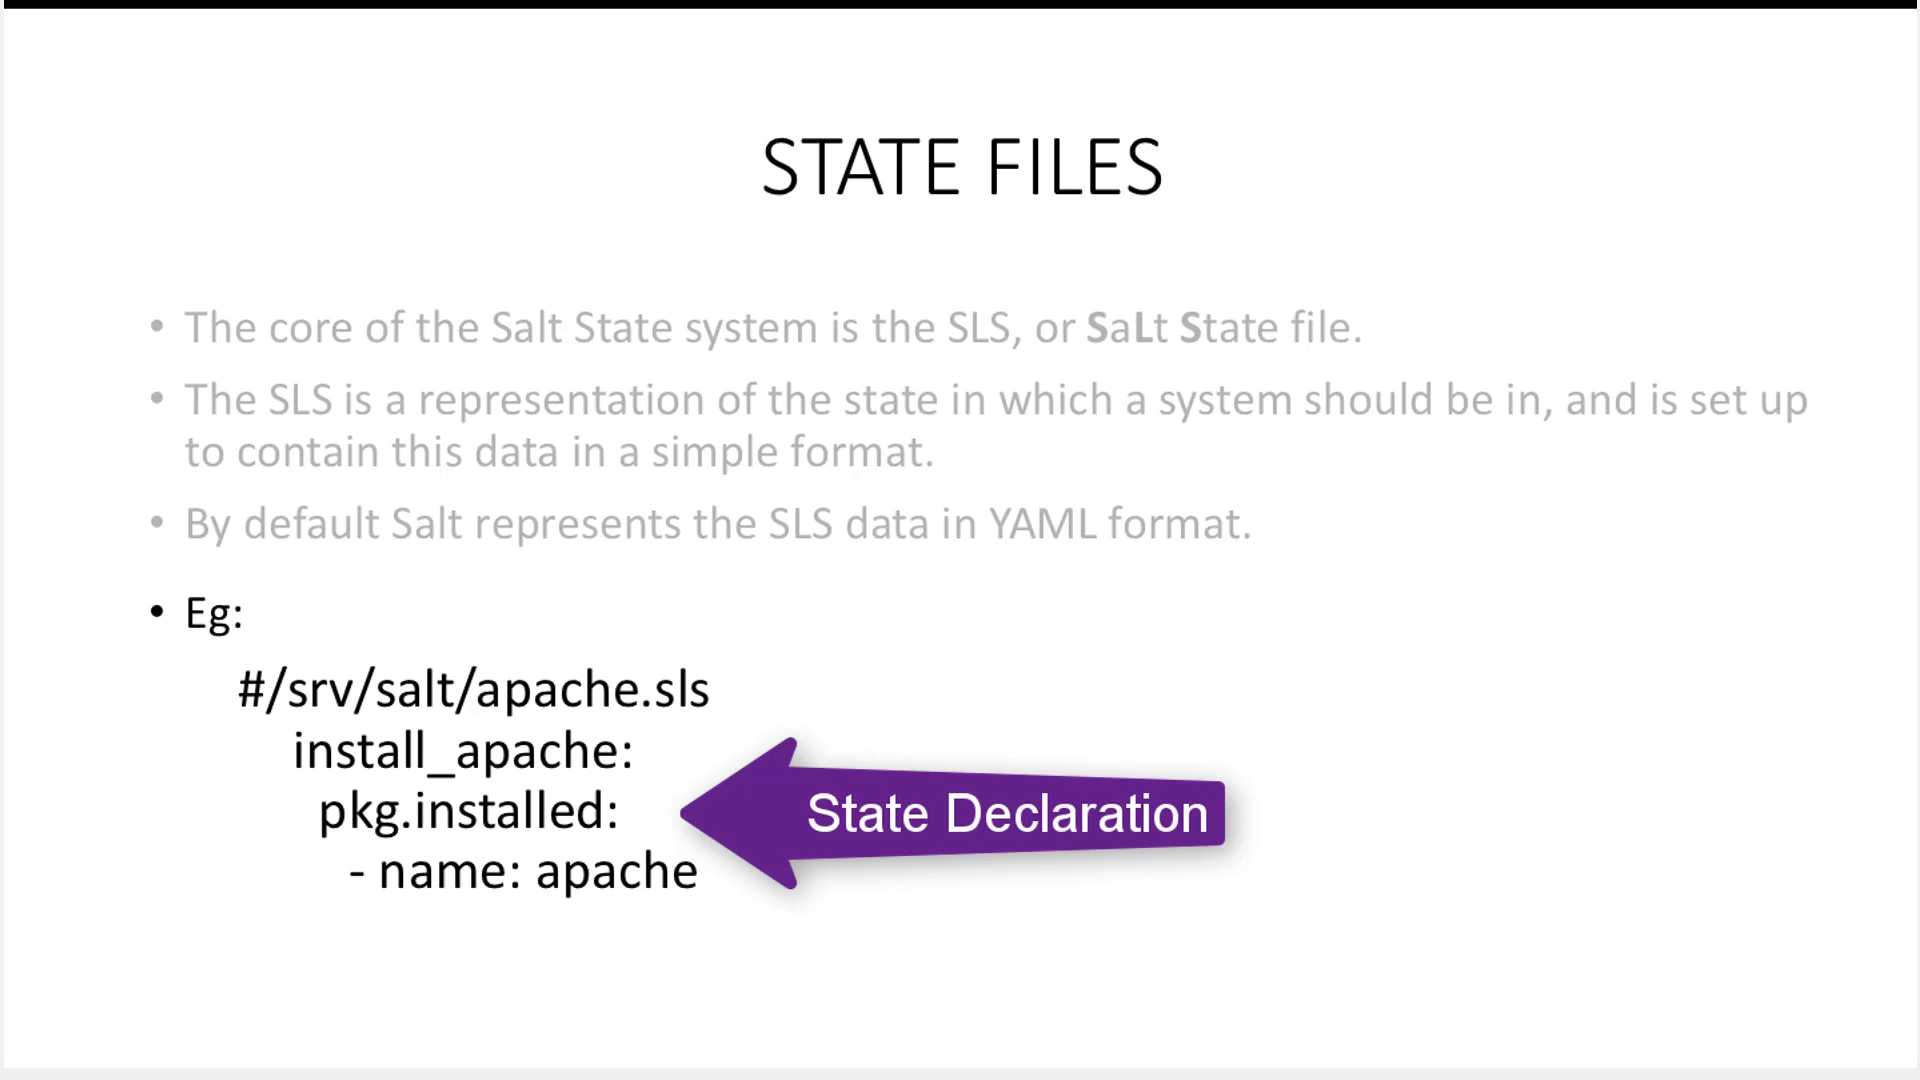 STATE FILES
• The core of the Salt State system is the SLS, or SaLt State file.
• The SLS is a representation of the state in which a system should be in, and is set up
to contain this data in a simple format.
• By default Salt represents the SLS data in YAML format.
• Eg:
#/srv/salt/apache.sls
install_apache:
pkg.installed:
State Declaration
- name: apache